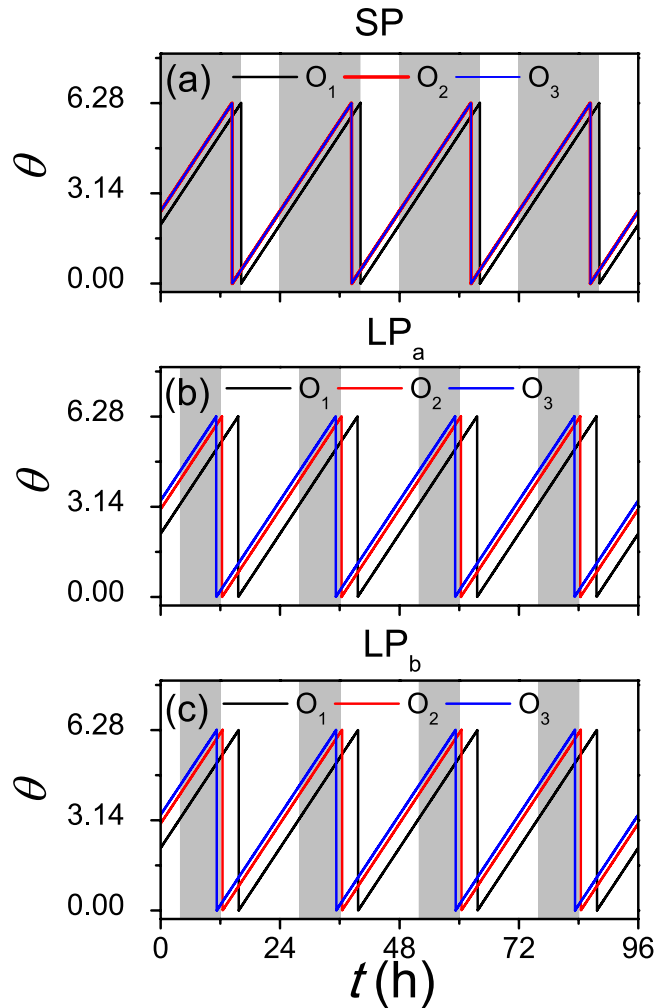 SP
(a) O₁ O₂ O₃
6.28
θ
3.14
0.00
LPₐ
(b) O₁ O₂ O₃
6.28
θ
3.14
0.00
LP_b
(c) O₁ O₂ O₃
6.28
θ
3.14
0.00
0 24 48 72 96
t (h)